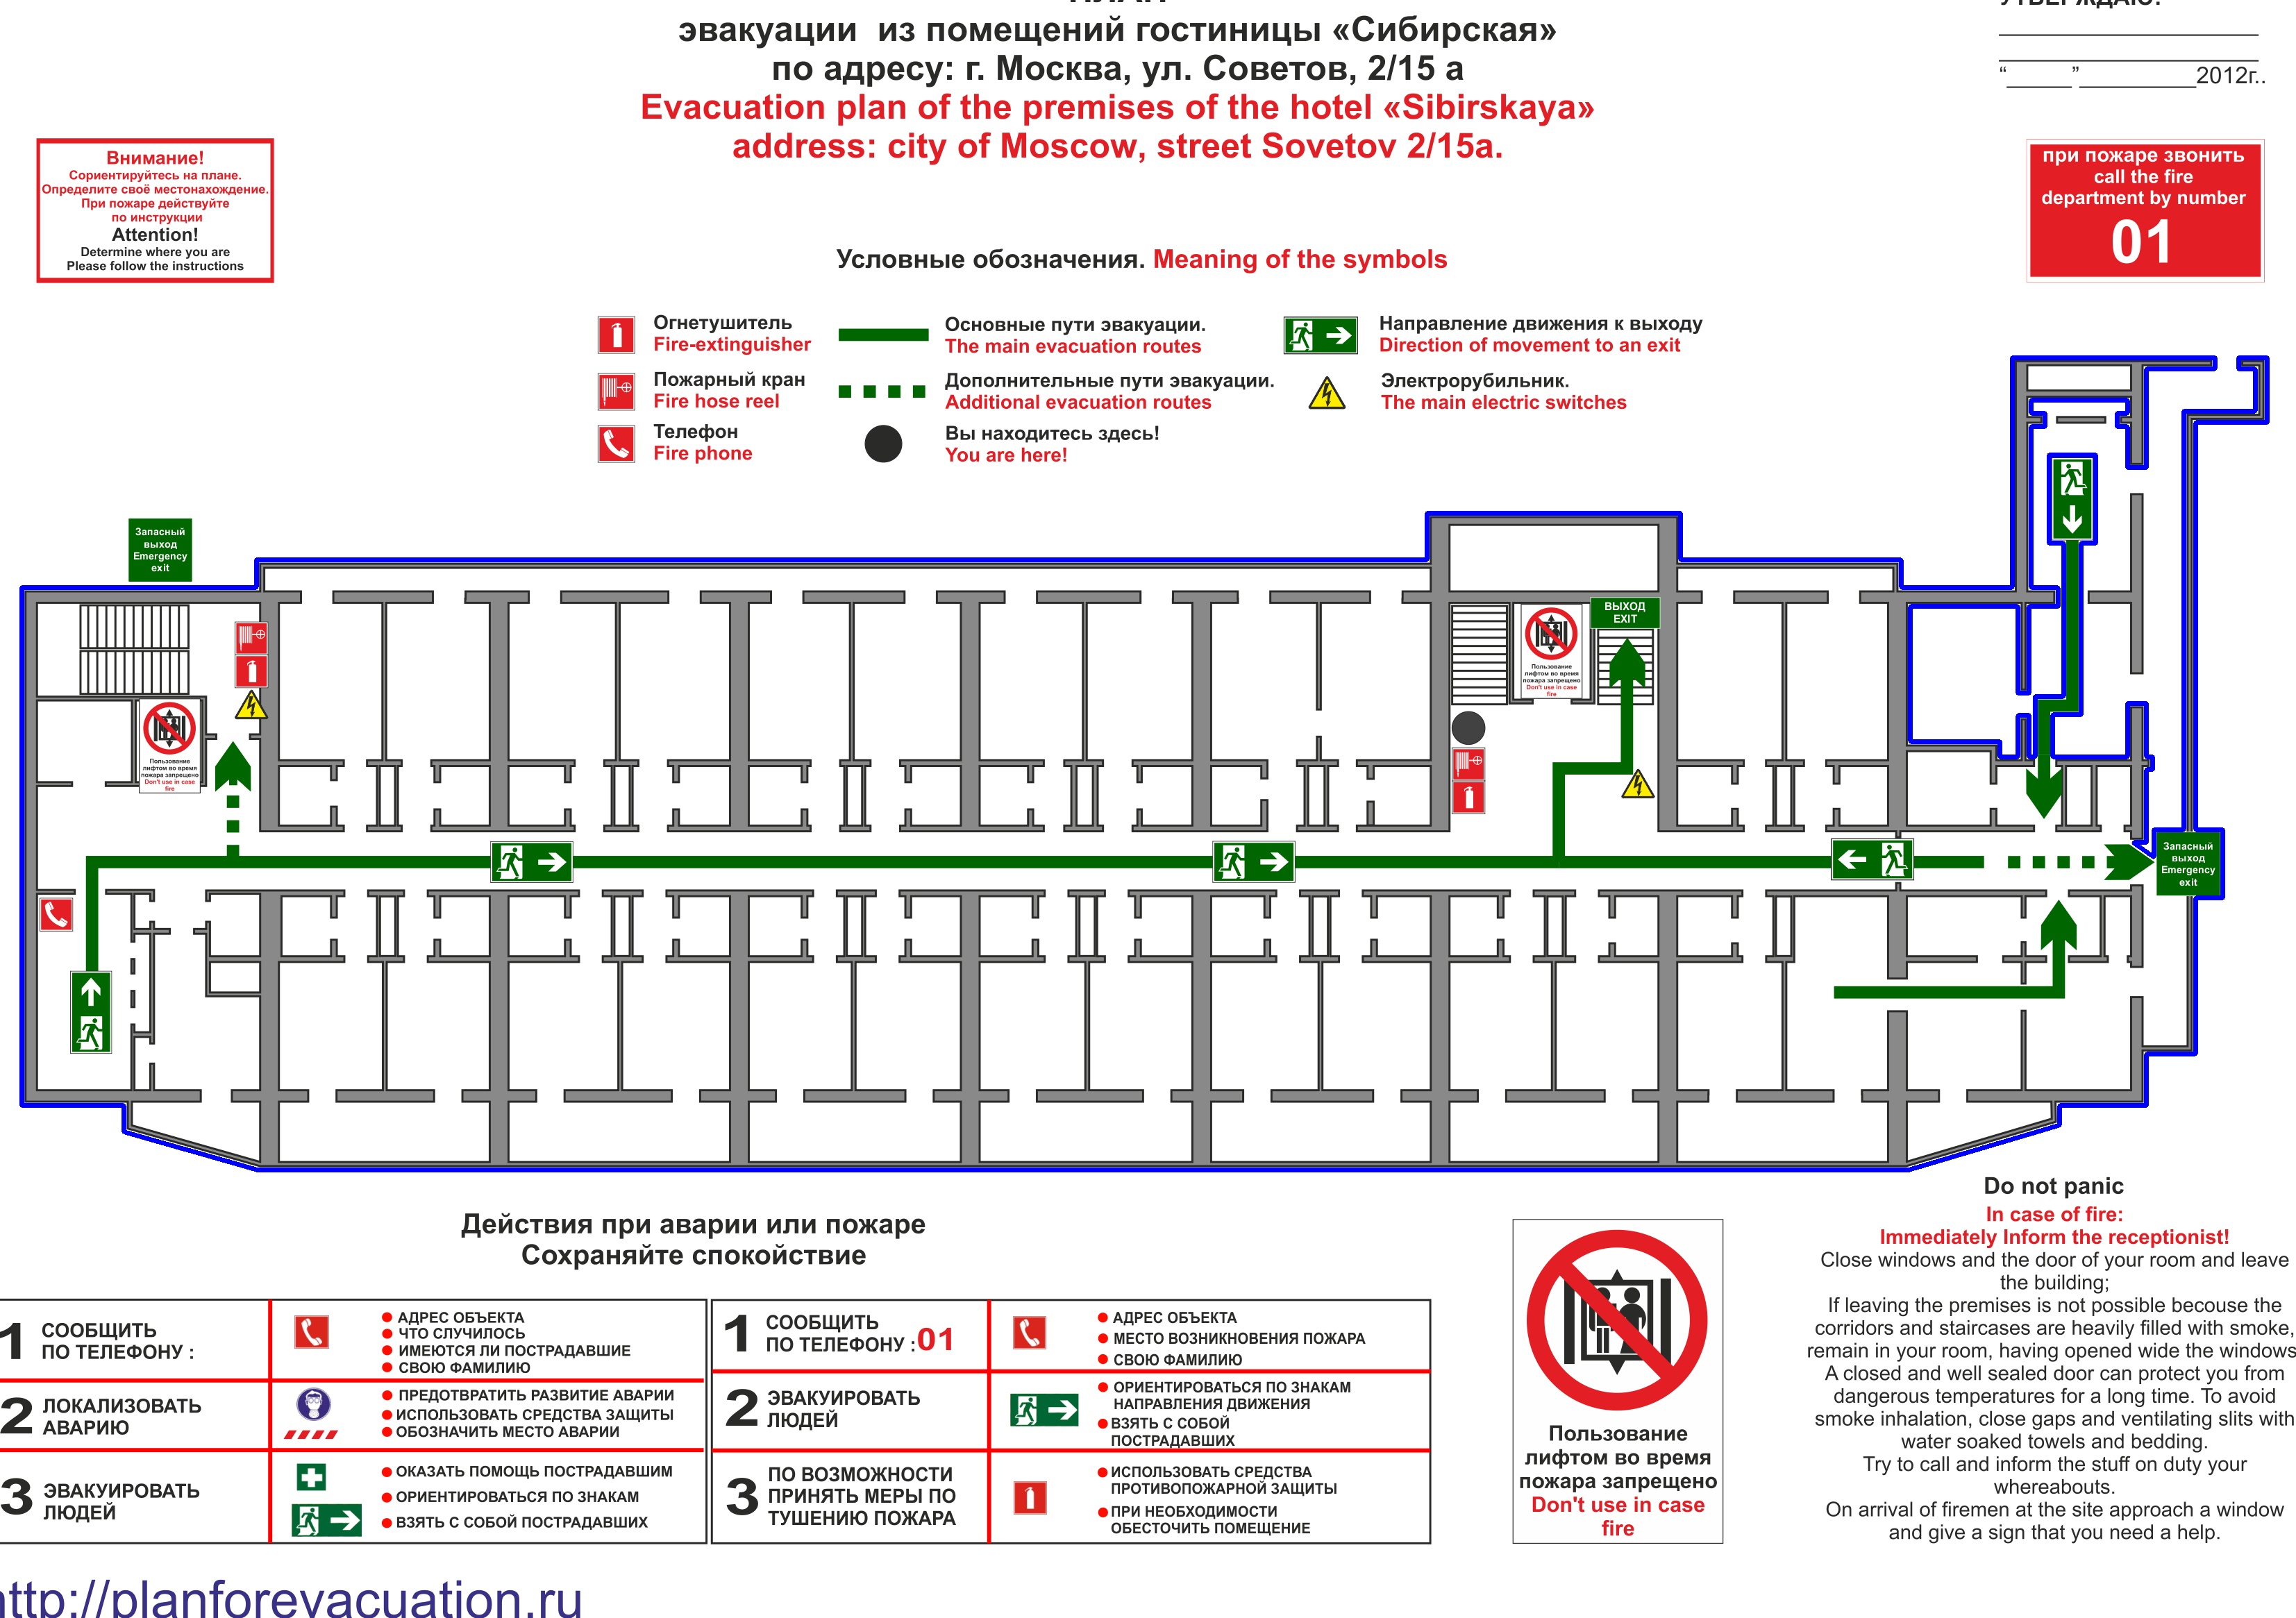 ПЛАН
эвакуации из помещений гостиницы «Сибирская»
по адресу: г. Москва, ул. Советов, 2/15 а
Evacuation plan of the premises of the hotel «Sibirskaya»
address: city of Moscow, street Sovetov 2/15a.
УТВЕРЖДАЮ:
“______” __________2012г..
Внимание!
Сориентируйтесь на плане.
Определите своё местонахождение.
При пожаре действуйте
по инструкции
Attention!
Determine where you are
Please follow the instructions
при пожаре звонить
call the fire
department by number
01
Условные обозначения. Meaning of the symbols
Огнетушитель
Fire-extinguisher
Пожарный кран
Fire hose reel
Телефон
Fire phone
Основные пути эвакуации.
The main evacuation routes
Дополнительные пути эвакуации.
Additional evacuation routes
Вы находитесь здесь!
You are here!
Направление движения к выходу
Direction of movement to an exit
Электрорубильник.
The main electric switches
Запасный
выход
Emergency
exit
Пользование
лифтом во время
пожара запрещено
Don't use in case
fire
ВЫХОД
EXIT
Пользование
лифтом во время
пожара запрещено
Don't use in case
fire
Запасный
выход
Emergency
exit
Действия при аварии или пожаре
Сохраняйте спокойствие
1 СООБЩИТЬ
ПО ТЕЛЕФОНУ :
АДРЕС ОБЪЕКТА
ЧТО СЛУЧИЛОСЬ
ИМЕЮТСЯ ЛИ ПОСТРАДАВШИЕ
СВОЮ ФАМИЛИЮ
2 ЛОКАЛИЗОВАТЬ
АВАРИЮ
ПРЕДОТВРАТИТЬ РАЗВИТИЕ АВАРИИ
ИСПОЛЬЗОВАТЬ СРЕДСТВА ЗАЩИТЫ
ОБОЗНАЧИТЬ МЕСТО АВАРИИ
3 ЭВАКУИРОВАТЬ
ЛЮДЕЙ
ОКАЗАТЬ ПОМОЩЬ ПОСТРАДАВШИМ
ОРИЕНТИРОВАТЬСЯ ПО ЗНАКАМ
ВЗЯТЬ С СОБОЙ ПОСТРАДАВШИХ
1 СООБЩИТЬ
ПО ТЕЛЕФОНУ :01
АДРЕС ОБЪЕКТА
МЕСТО ВОЗНИКНОВЕНИЯ ПОЖАРА
СВОЮ ФАМИЛИЮ
2 ЭВАКУИРОВАТЬ
ЛЮДЕЙ
ОРИЕНТИРОВАТЬСЯ ПО ЗНАКАМ
НАПРАВЛЕНИЯ ДВИЖЕНИЯ
ВЗЯТЬ С СОБОЙ
ПОСТРАДАВШИХ
3 ПО ВОЗМОЖНОСТИ
ПРИНЯТЬ МЕРЫ ПО
ТУШЕНИЮ ПОЖАРА
ИСПОЛЬЗОВАТЬ СРЕДСТВА
ПРОТИВОПОЖАРНОЙ ЗАЩИТЫ
ПРИ НЕОБХОДИМОСТИ
ОБЕСТОЧИТЬ ПОМЕЩЕНИЕ
Пользование
лифтом во время
пожара запрещено
Don't use in case
fire
Do not panic
In case of fire:
Immediately Inform the receptionist!
Close windows and the door of your room and leave
the building;
If leaving the premises is not possible becouse the
corridors and staircases are heavily filled with smoke,
remain in your room, having opened wide the windows
A closed and well sealed door can protect you from
dangerous temperatures for a long time. To avoid
smoke inhalation, close gaps and ventilating slits with
water soaked towels and bedding.
Try to call and inform the stuff on duty your
whereabouts.
On arrival of firemen at the site approach a window
and give a sign that you need a help.
http://planforevacuation.ru